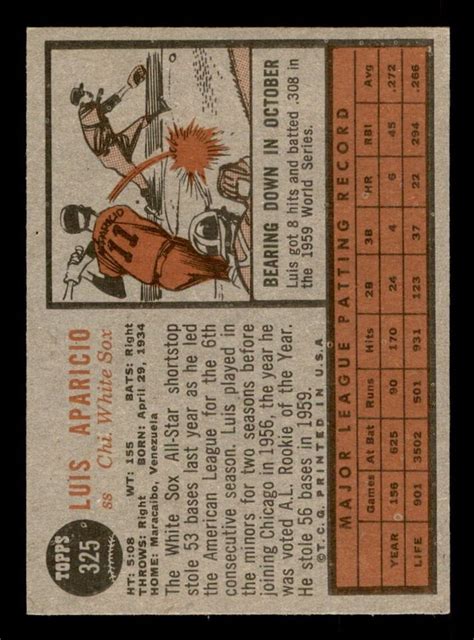 TOPPS
325
LUIS APARICIO
ss Chi. White Sox
HT: 5:08 WT: 155 BATS: Right
THROWS: Right BORN: April 29, 1934
HOME: Maracaibo, Venezuela
The White Sox All-Star shortstop
stole 53 bases last year as he led
the American League for the 6th
consecutive season. Luis played in
the minors for two seasons before
joining Chicago in 1956, the year he
was voted A.L. Rookie of the Year.
He stole 56 bases in 1959.
©T.C.G. PRINTED IN U.S.A.
APARICIO
11
BEARING DOWN IN OCTOBER
Luis got 8 hits and batted .308 in
the 1959 World Series.
MAJOR LEAGUE BATTING RECORD
Games At Bat Runs Hits 2B 3B HR RBI Avg
YEAR 156 625 90 170 24 4 6 45 .272
LIFE 901 3502 501 931 132 37 22 294 .266